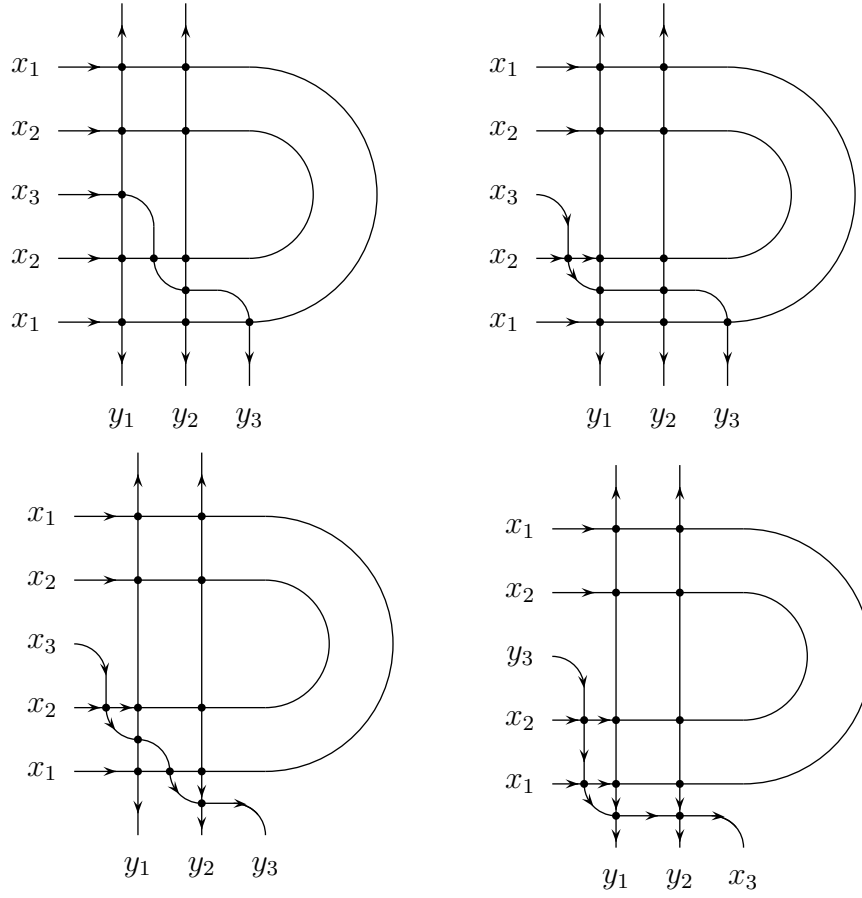 x₁
x₂
x₃
x₂
x₁
y₁ y₂ y₃
x₁
x₂
x₃
x₂
x₁
y₁ y₂ y₃
x₁
x₂
x₃
x₂
x₁
y₁ y₂ y₃
x₁
x₂
y₃
x₂
x₁
y₁ y₂ x₃